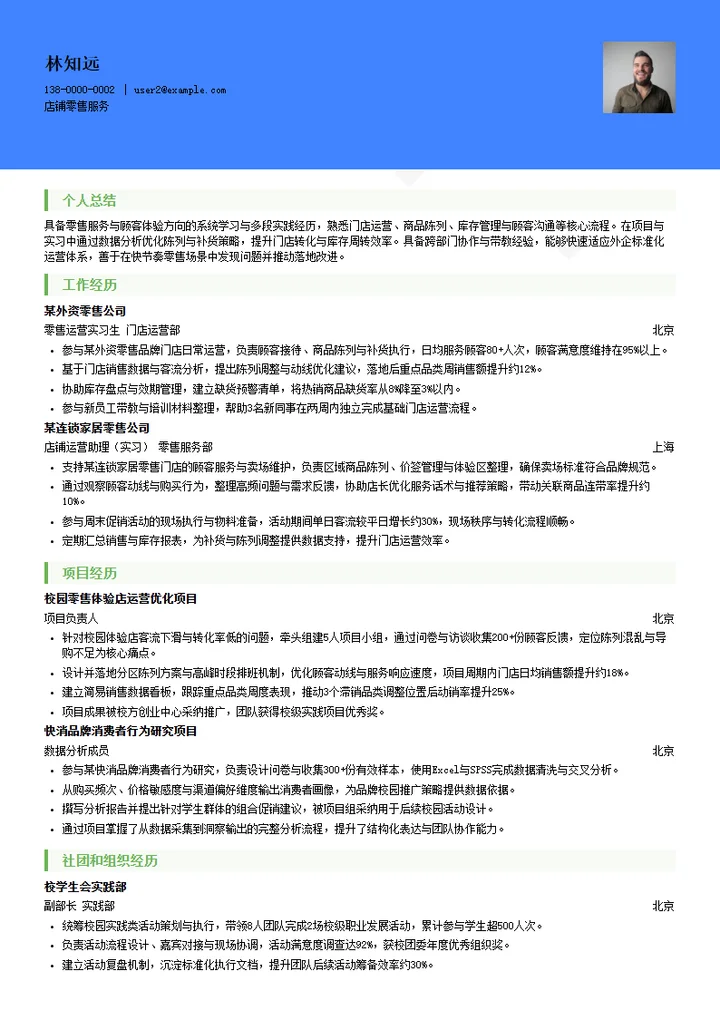 林知远
138-0000-0002 | user2@example.com
店铺零售服务
个人总结
具备零售服务与顾客体验方向的系统学习与多段实践经历，熟悉门店运营、商品陈列、库存管理与顾客沟通等核心流程。在项目与
实习中通过数据分析优化陈列与补货策略，提升门店转化与库存周转效率。具备跨部门协作与带教经验，能够快速适应外企标准化
运营体系，善于在快节奏零售场景中发现问题并推动落地改进。
工作经历
某外资零售公司
零售运营实习生 门店运营部 北京
• 参与某外资零售品牌门店日常运营，负责顾客接待、商品陈列与补货执行，日均服务顾客80+人次，顾客满意度维持在95%以上。
• 基于门店销售数据与客流分析，提出陈列调整与动线优化建议，落地后重点品类周销售额提升约12%。
• 协助库存盘点与效期管理，建立缺货预警清单，将热销商品缺货率从8%降至3%以内。
• 参与新员工带教与培训材料整理，帮助3名新同事在两周内独立完成基础门店运营流程。
某连锁家居零售公司
店铺运营助理（实习） 零售服务部 上海
• 支持某连锁家居零售门店的顾客服务与卖场维护，负责区域商品陈列、价签管理与体验区整理，确保卖场标准符合品牌规范。
• 通过观察顾客动线与购买行为，整理高频问题与需求反馈，协助店长优化服务话术与推荐策略，带动关联商品连带率提升约
10%。
• 参与周末促销活动的现场执行与物料准备，活动期间单日客流较平日增长约30%，现场秩序与转化流程顺畅。
• 定期汇总销售与库存报表，为补货与陈列调整提供数据支持，提升门店运营效率。
项目经历
校园零售体验店运营优化项目
项目负责人 北京
• 针对校园体验店客流下滑与转化率低的问题，牵头组建5人项目小组，通过问卷与访谈收集200+份顾客反馈，定位陈列混乱与导
购不足为核心痛点。
• 设计并落地分区陈列方案与高峰时段排班机制，优化顾客动线与服务响应速度，项目周期内门店日均销售额提升约18%。
• 建立简易销售数据看板，跟踪重点品类周度表现，推动3个滞销品类调整位置后动销率提升25%。
• 项目成果被校方创业中心采纳推广，团队获得校级实践项目优秀奖。
快消品牌消费者行为研究项目
数据分析成员 北京
• 参与某快消品牌消费者行为研究，负责设计问卷与收集300+份有效样本，使用Excel与SPSS完成数据清洗与交叉分析。
• 从购买频次、价格敏感度与渠道偏好维度输出消费者画像，为品牌校园推广策略提供数据依据。
• 撰写分析报告并提出针对学生群体的组合促销建议，被项目组采纳用于后续校园活动设计。
• 通过项目掌握了从数据采集到洞察输出的完整分析流程，提升了结构化表达与团队协作能力。
社团和组织经历
校学生会实践部
副部长 实践部 北京
• 统筹校园实践类活动策划与执行，带领8人团队完成2场校级职业发展活动，累计参与学生超500人次。
• 负责活动流程设计、嘉宾对接与现场协调，活动满意度调查达92%，获校团委年度优秀组织奖。
• 建立活动复盘机制，沉淀标准化执行文档，提升团队后续活动筹备效率约30%。